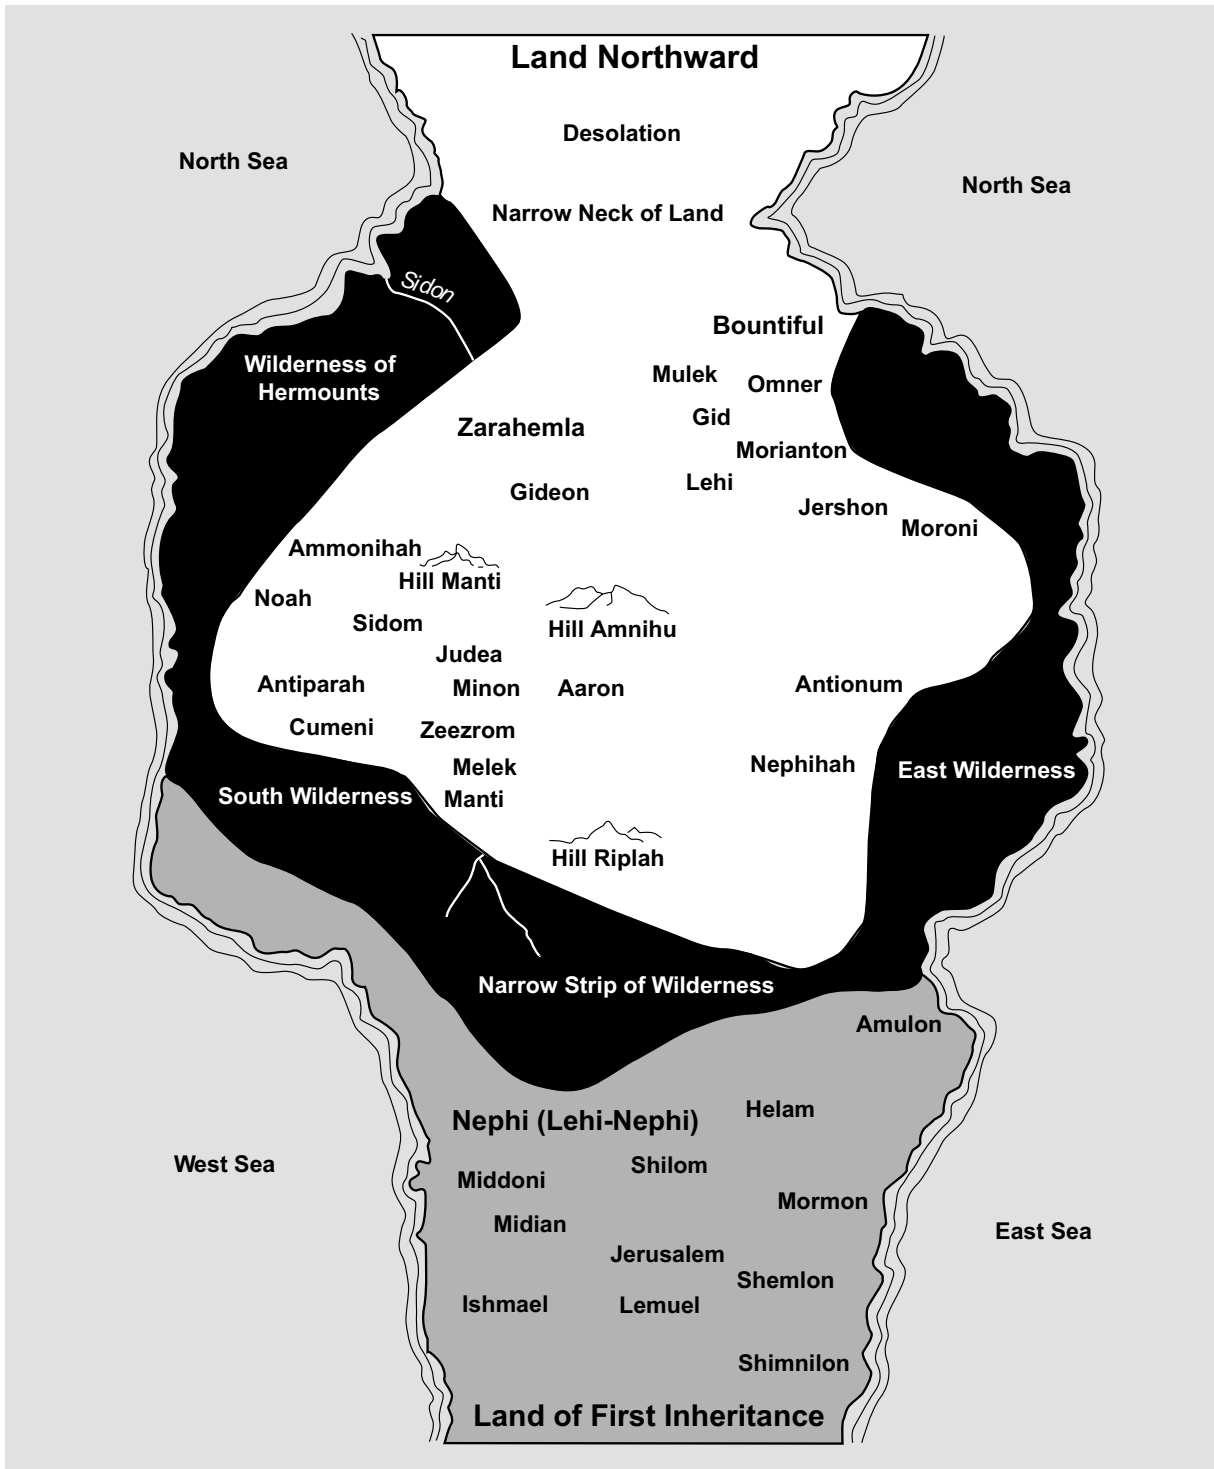 Land Northward
Desolation
North Sea
North Sea
Narrow Neck of Land
Sidon
Bountiful
Wilderness of
Hermounts
Mulek
Omner
Gid
Zarahemla
Morianton
Lehi
Gideon
Jershon
Moroni
Ammonihah
Hill Manti
Noah
Sidom
Hill Amnihu
Judea
Antiparah
Minon
Aaron
Antionum
Cumeni
Zeezrom
Melek
Nephihah
East Wilderness
South Wilderness
Manti
Hill Riplah
Narrow Strip of Wilderness
Amulon
Helam
Nephi (Lehi-Nephi)
West Sea
Shilom
Middoni
Mormon
Midian
East Sea
Jerusalem
Shemlon
Ishmael
Lemuel
Shimnilon
Land of First Inheritance